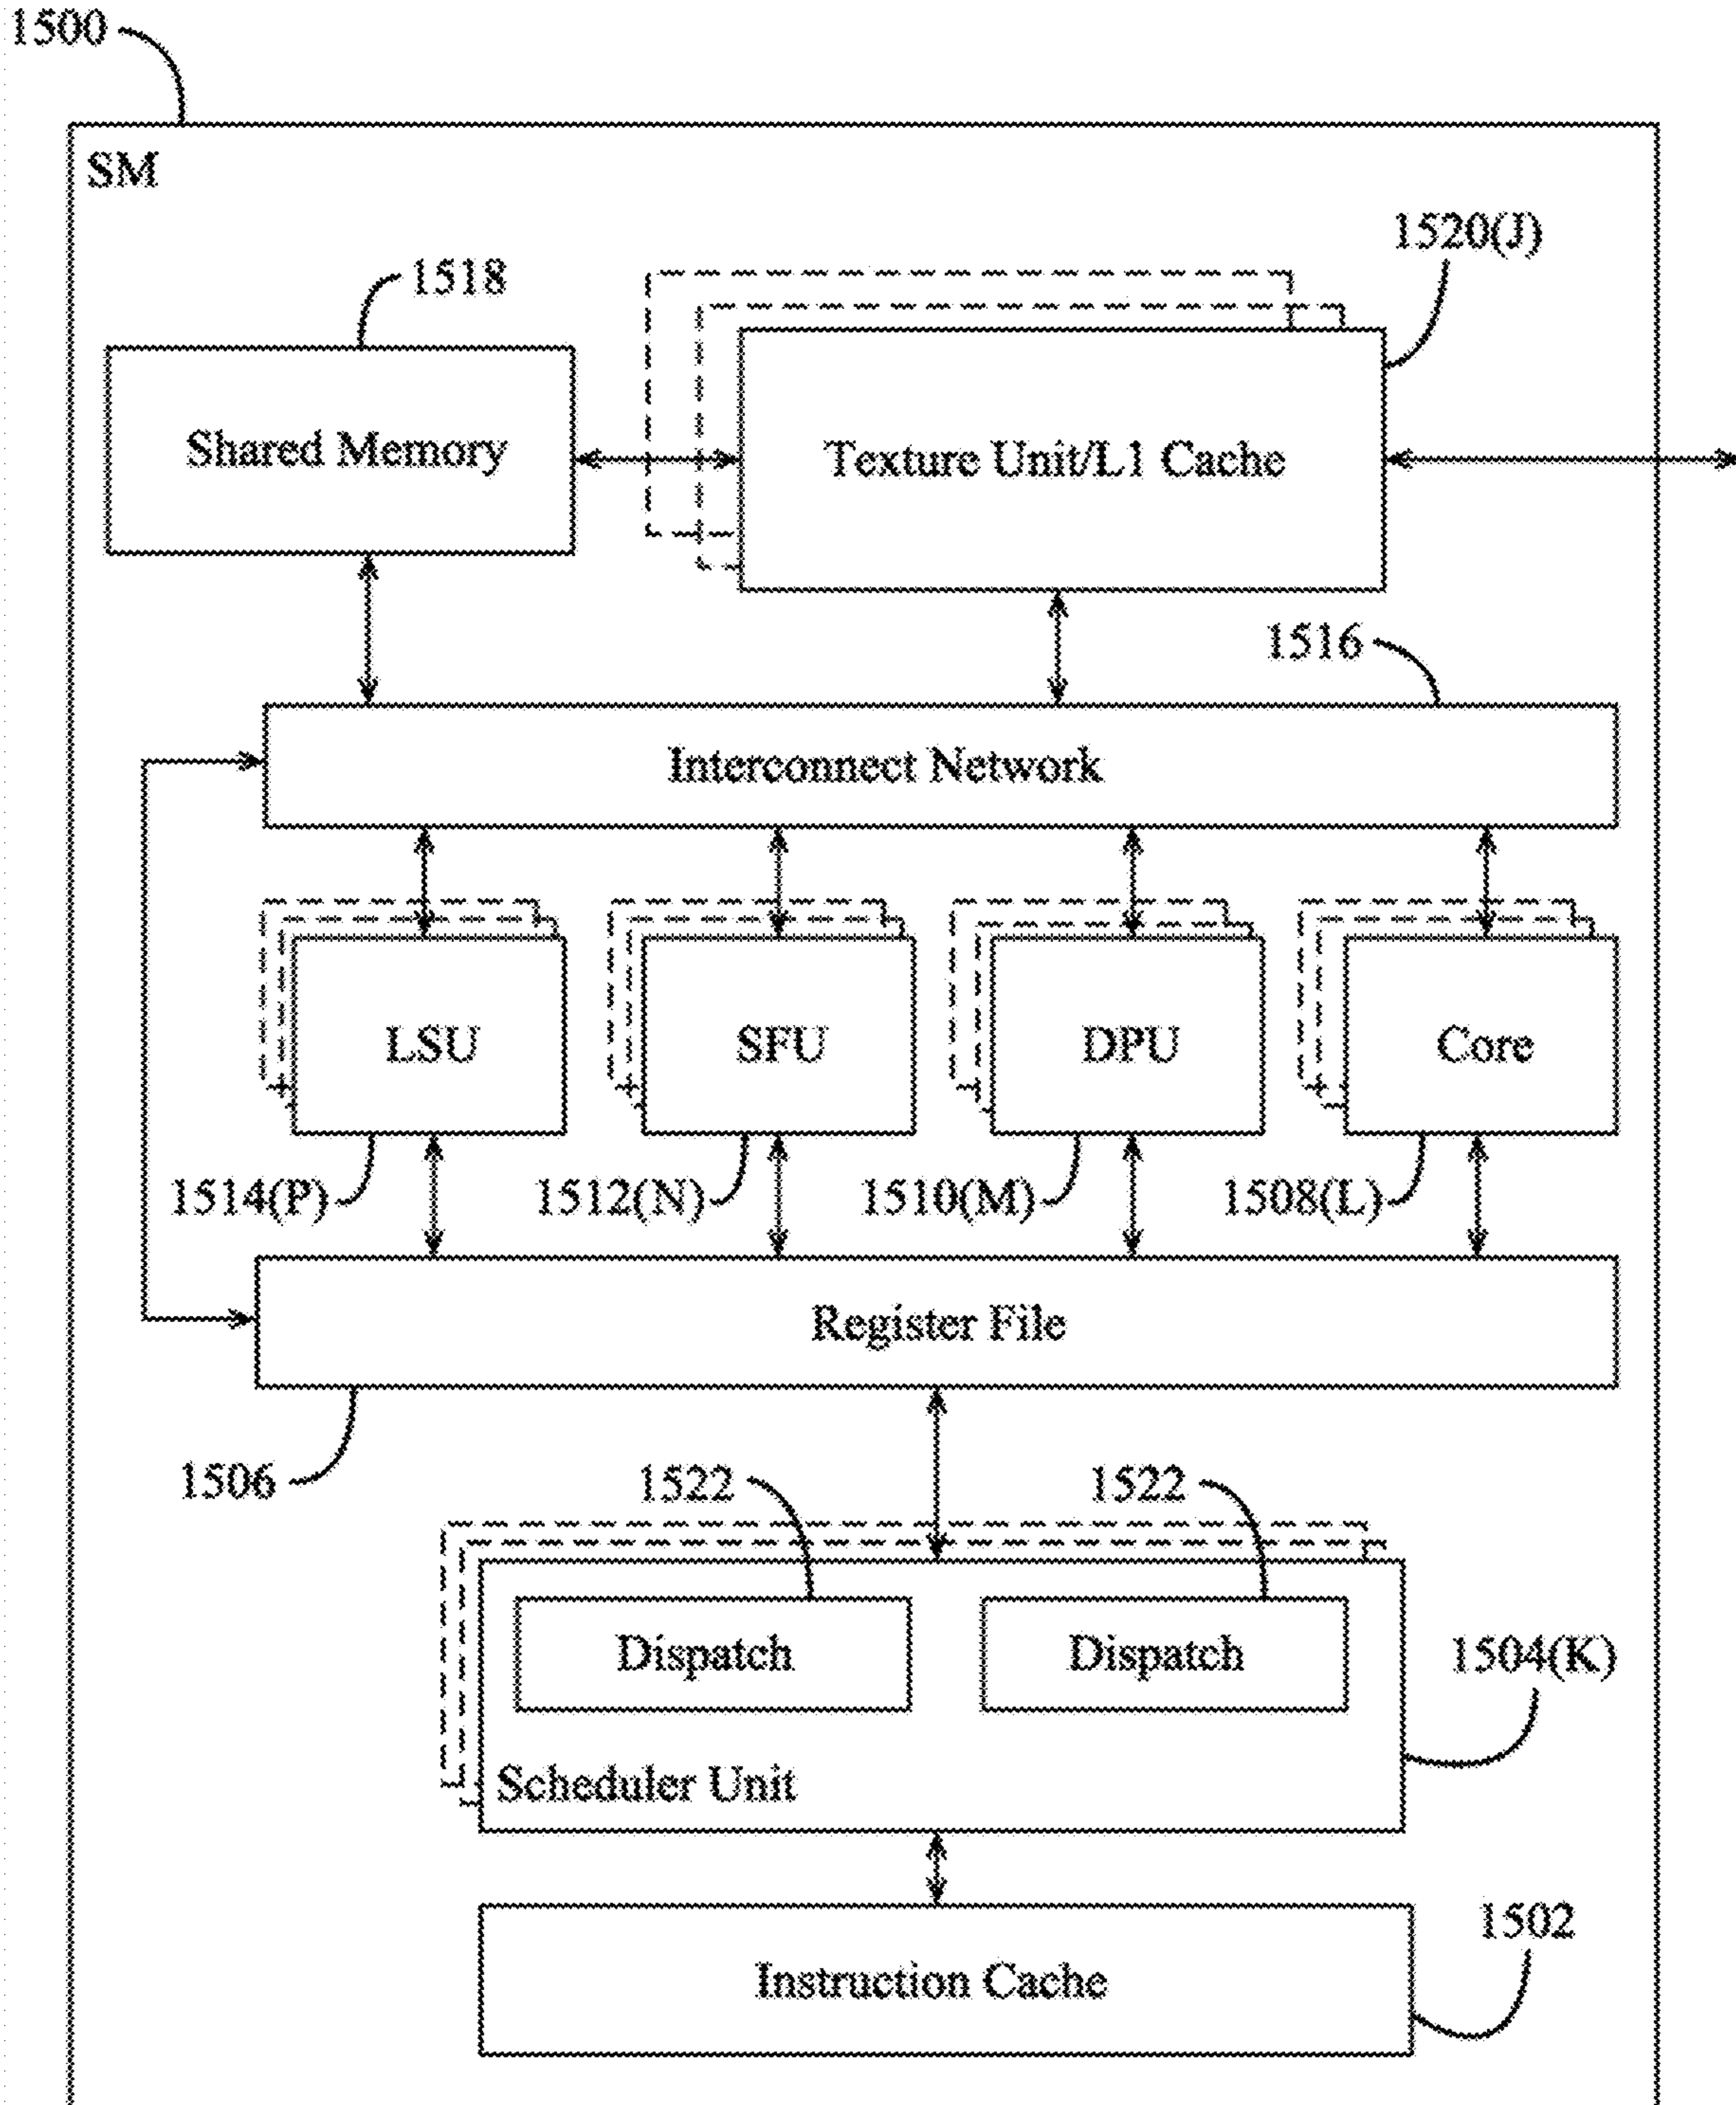 1500
SM
1520(J)
1518
Shared Memory
Texture Unit/L1 Cache
1516
Interconnect Network
LSU
SFU
DPU
Core
1514(P)
1512(N)
1510(M)
1508(L)
Register File
1506
1522
1522
Dispatch
Dispatch
1504(K)
Scheduler Unit
1502
Instruction Cache